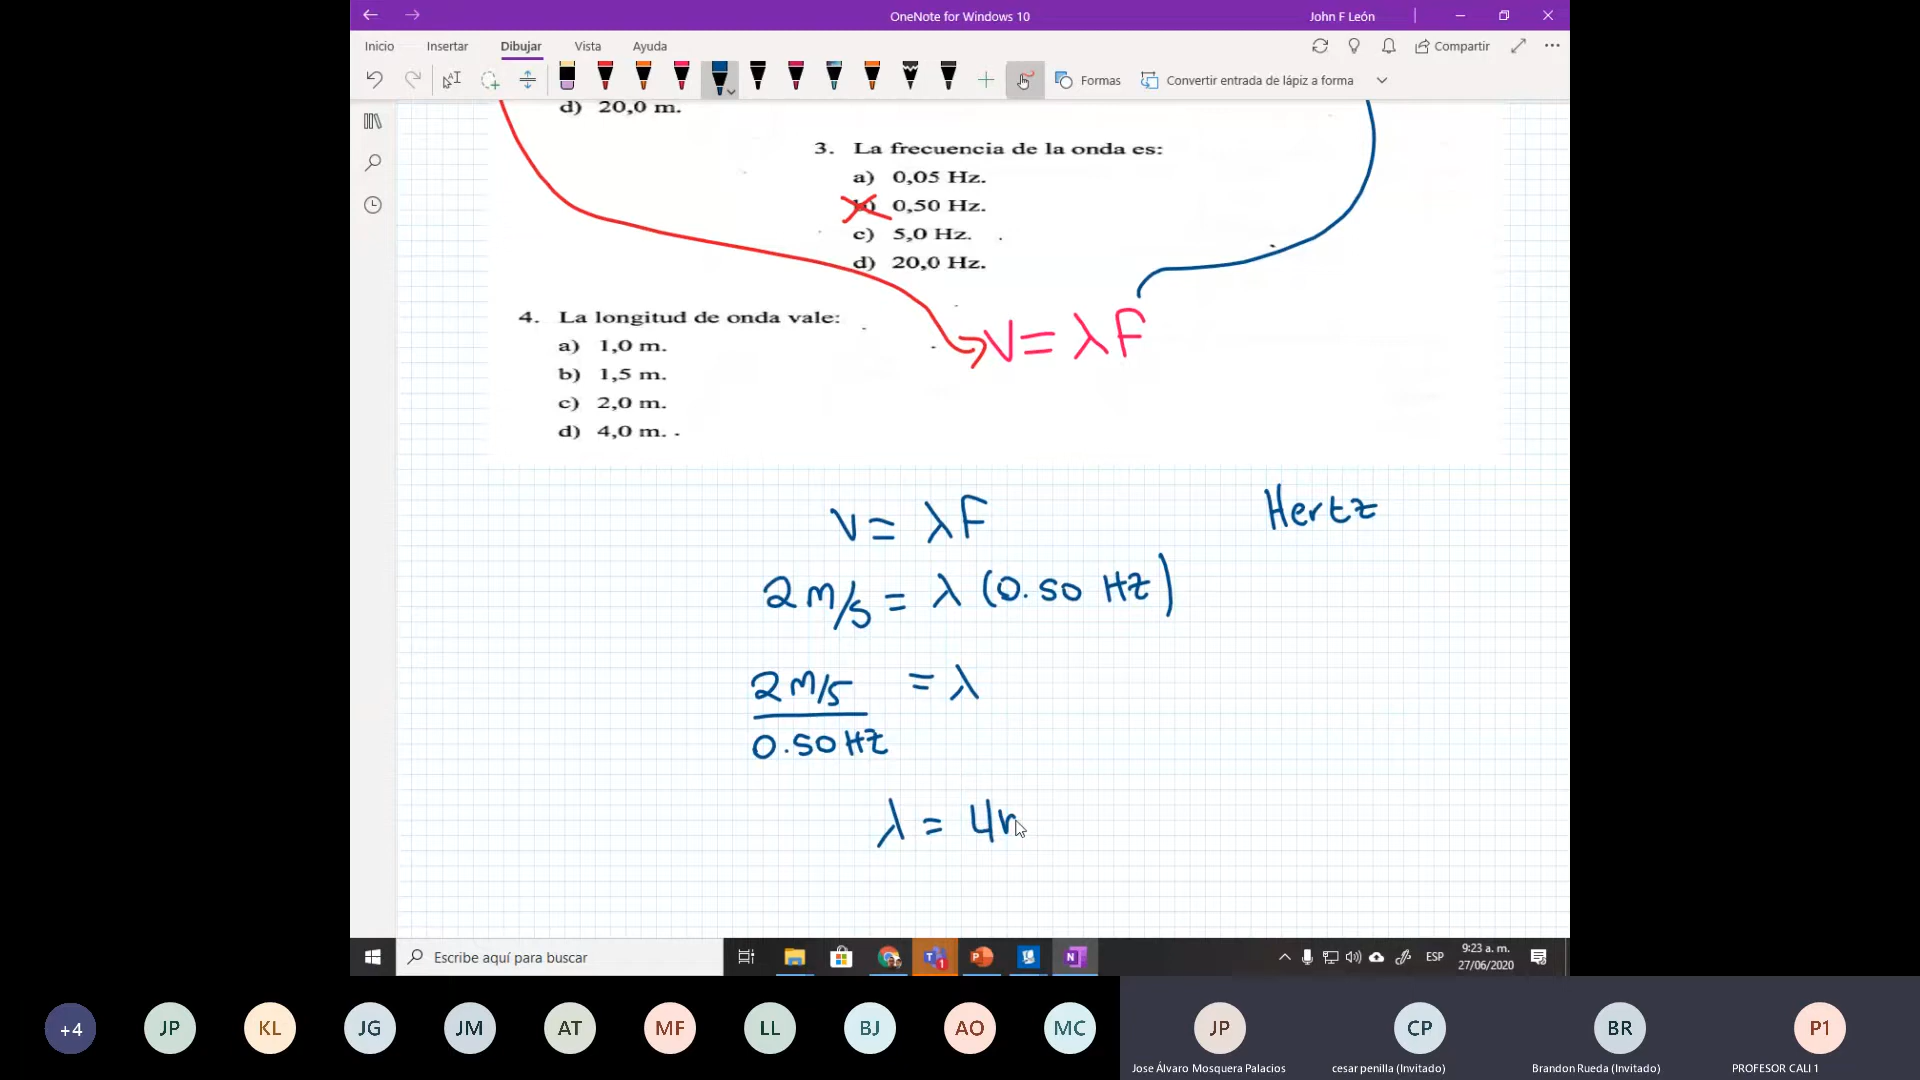 OneNote for Windows 10
John F León
Inicio Insertar Dibujar Vista Ayuda
Compartir
Formas
Convertir entrada de lápiz a forma
d) 20,0 m.
3. La frecuencia de la onda es:
a) 0,05 Hz.
b) 0,50 Hz.
c) 5,0 Hz.
d) 20,0 Hz.
V = λ F
4. La longitud de onda vale:
a) 1,0 m.
b) 1,5 m.
c) 2,0 m.
d) 4,0 m.
V = λ F
Hertz
2 m/s = λ (0.50 Hz)
2 m/s = λ
0.50 Hz
λ = 4
Escribe aquí para buscar
ESP
9:23 a. m.
27/06/2020
+4 JP KL JG JM AT MF LL BJ AO MC JP CP BR P1
Jose Álvaro Mosquera Palacios
cesar penilla (Invitado)
Brandon Rueda (Invitado)
PROFESOR CALI 1